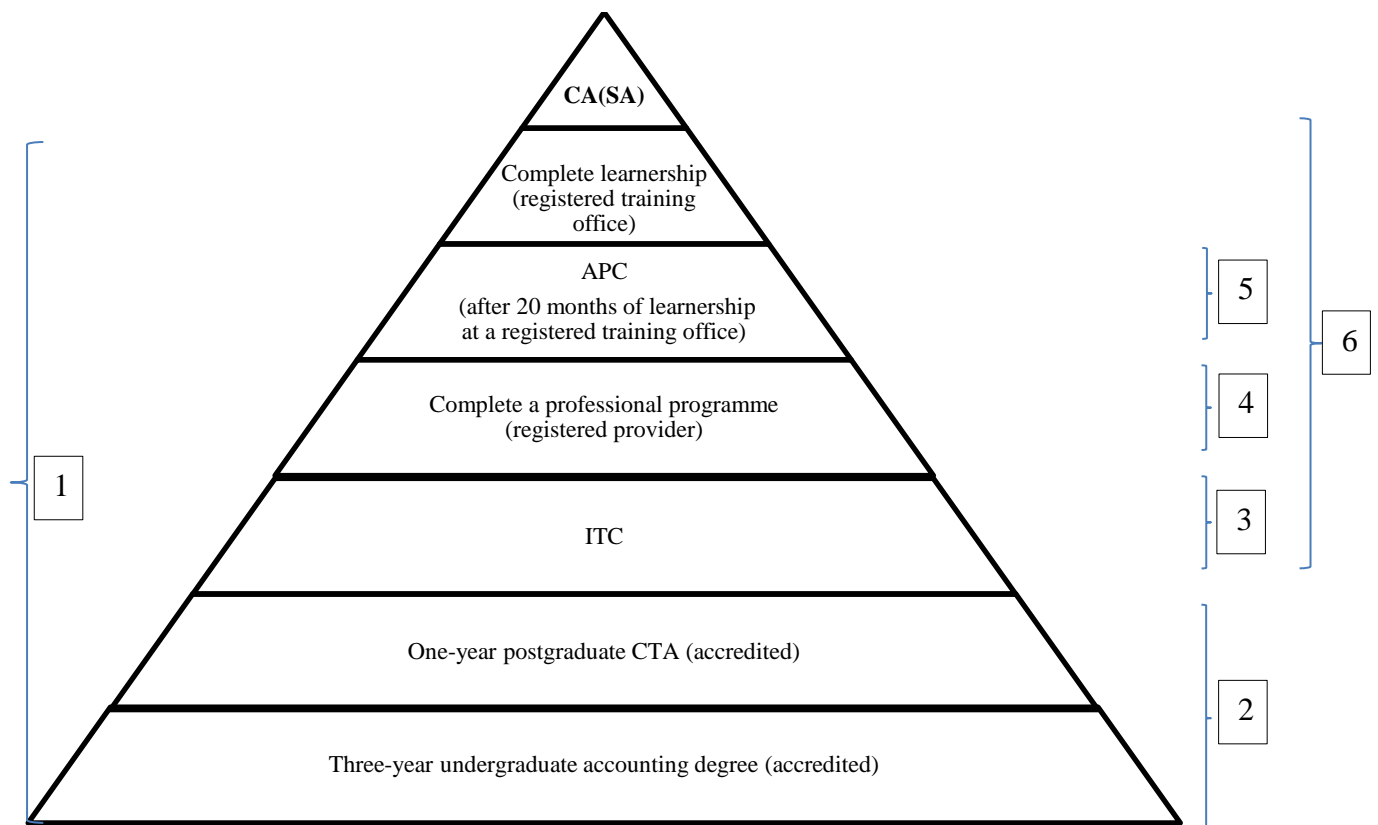 CA(SA)
Complete learnership
(registered training
office)
APC
(after 20 months of learnership
at a registered training office)
5
6
Complete a professional programme
(registered provider)
4
1
ITC
3
One-year postgraduate CTA (accredited)
2
Three-year undergraduate accounting degree (accredited)